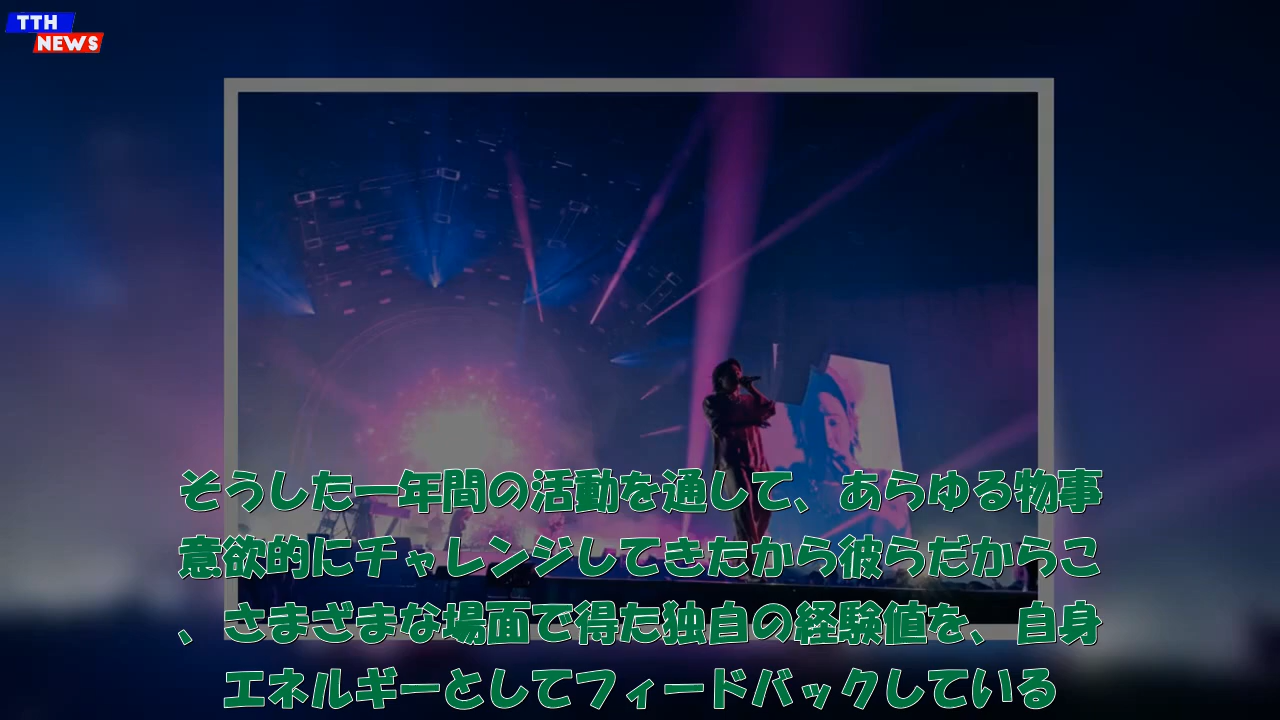 TTH
NEWS
そうした一年間の活動を通して、あらゆる物事
意欲的にチャレンジしてきたから彼らだからこ
、さまざまな場面で得た独自の経験値を、自身
エネルギーとしてフィードバックしている